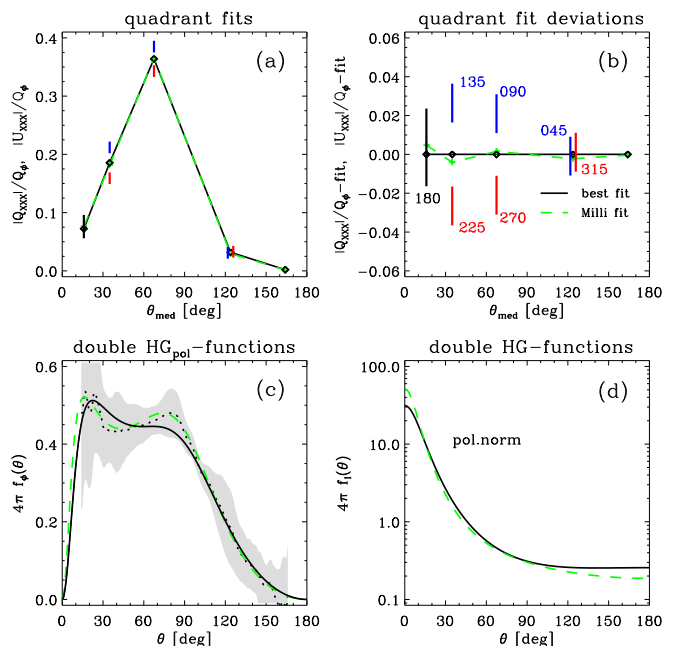 quadrant fits
(a)
|Q_XXX|/Q_ϕ, |U_XXX|/Q_ϕ
0.4
0.3
0.2
0.1
0.0
0 30 60 90 120 150 180
θ_med [deg]
quadrant fit deviations
(b)
|Q_XXX|/Q_ϕ−fit, |U_XXX|/Q_ϕ−fit
0.06
0.04
0.02
0.00
−0.02
−0.04
−0.06
135
090
045
315
180
225
270
best fit
Milli fit
0 30 60 90 120 150 180
θ_med [deg]
double HG_pol−functions
(c)
4π f_ϕ(θ)
0.6
0.4
0.2
0.0
0 30 60 90 120 150 180
θ [deg]
double HG−functions
(d)
4π f_I(θ)
100.0
10.0
1.0
0.1
pol.norm
0 30 60 90 120 150 180
θ [deg]